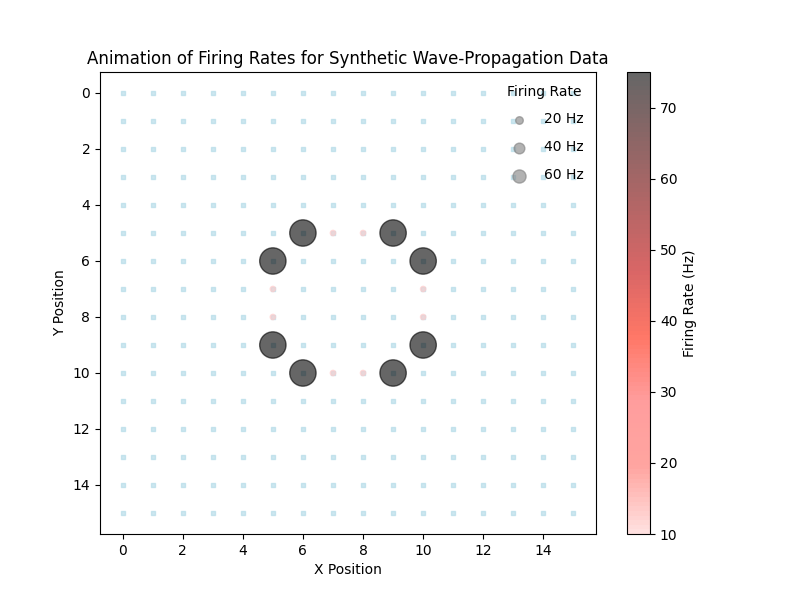 Animation of Firing Rates for Synthetic Wave-Propagation Data
Firing Rate
20 Hz
40 Hz
60 Hz
0
2
4
6
8
10
12
14
Y Position
0 2 4 6 8 10 12 14
X Position
70
60
50
40
30
20
10
Firing Rate (Hz)